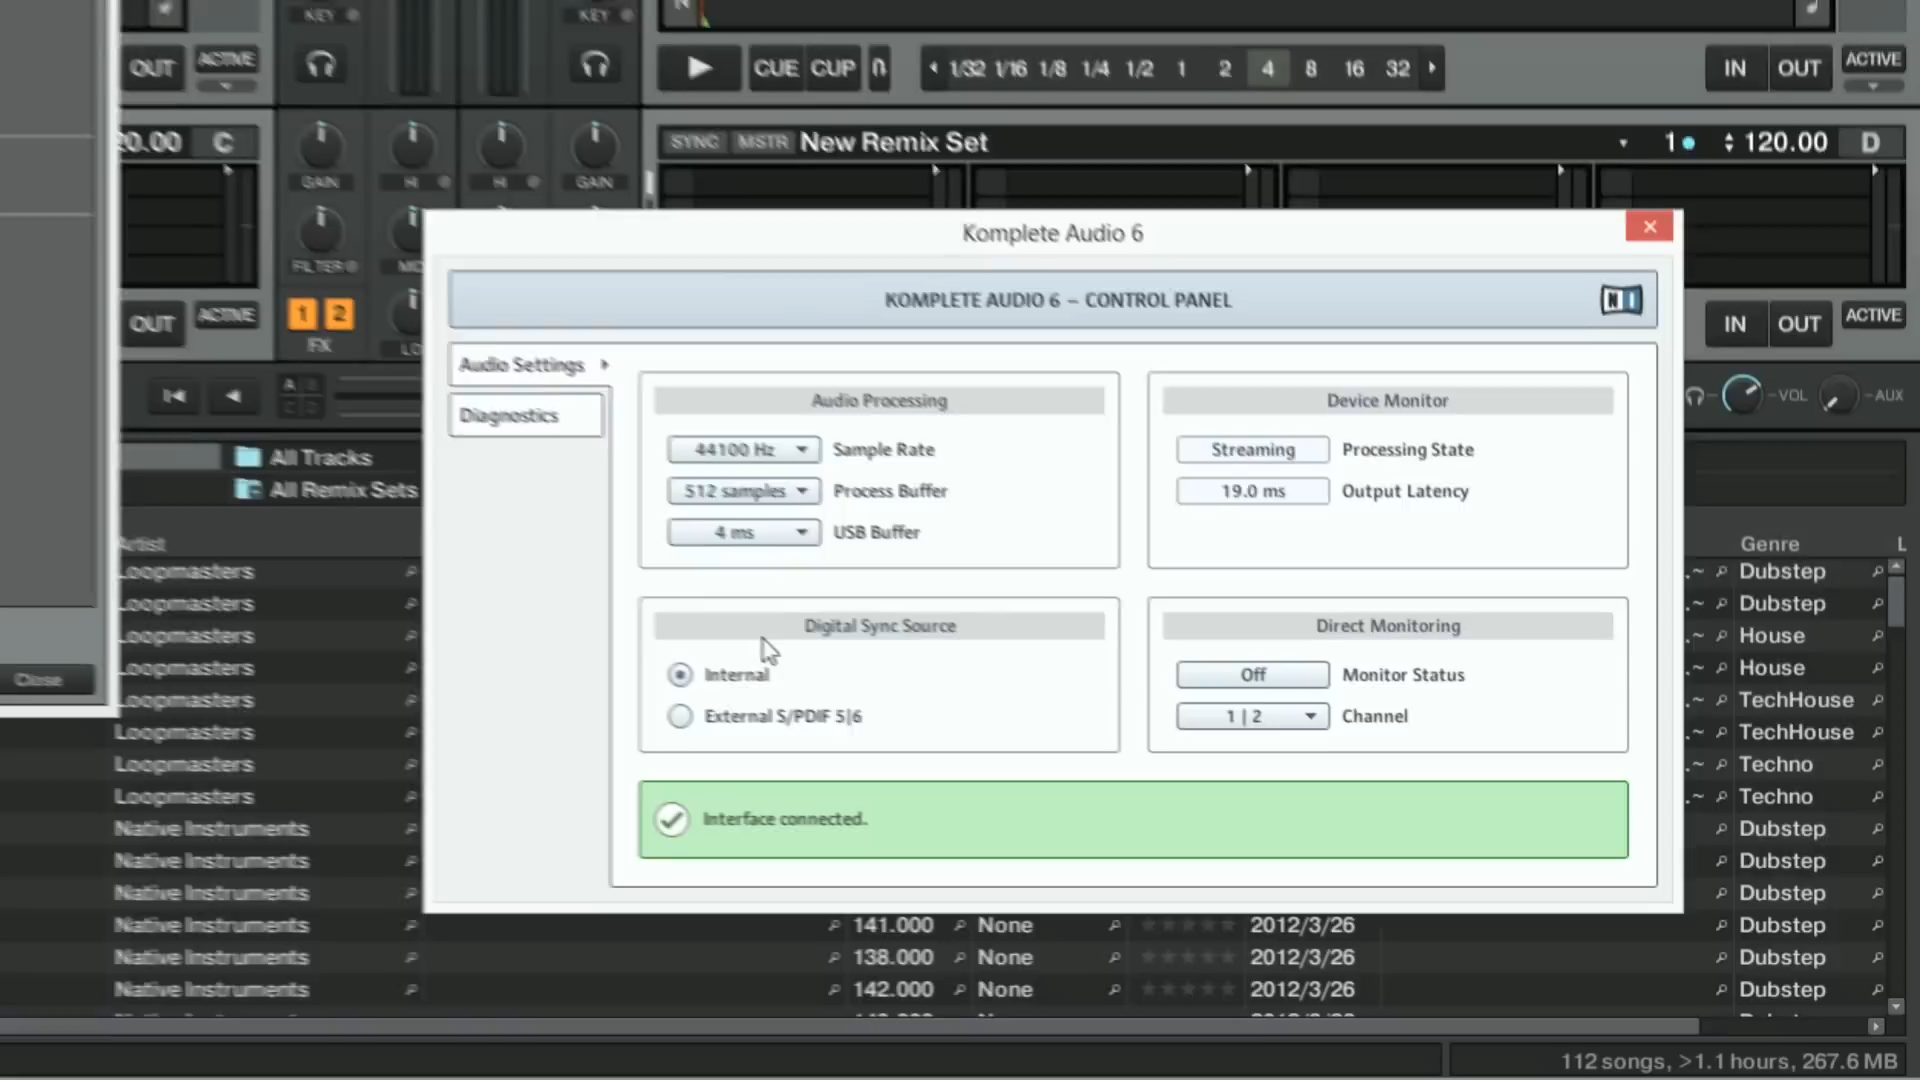 KEY
KEY
OUT
ACTIVE
CUE CUP
1/32 1/16 1/8 1/4 1/2 1 2 4 8 16 32
IN OUT ACTIVE
20.00 C
GAIN HI HI GAIN
SYNC MSTR New Remix Set
1 120.00 D
FILTER
OUT ACTIVE
1 2
FX
IN OUT ACTIVE
VOL AUX
Komplete Audio 6
KOMPLETE AUDIO 6 – CONTROL PANEL
Audio Settings
Diagnostics
Audio Processing
44100 Hz Sample Rate
512 samples Process Buffer
4 ms USB Buffer
Device Monitor
Streaming Processing State
19.0 ms Output Latency
Digital Sync Source
Internal
External S/PDIF 5|6
Direct Monitoring
Off Monitor Status
1 | 2 Channel
Interface connected.
All Tracks
All Remix Sets
Close
Artist Genre
Loopmasters Dubstep
Loopmasters Dubstep
Loopmasters House
Loopmasters House
Loopmasters TechHouse
Loopmasters TechHouse
Loopmasters Techno
Loopmasters Techno
Native Instruments Dubstep
Native Instruments Dubstep
Native Instruments Dubstep
Native Instruments 141.000 None 2012/3/26 Dubstep
Native Instruments 138.000 None 2012/3/26 Dubstep
Native Instruments 142.000 None 2012/3/26 Dubstep
112 songs, >1.1 hours, 267.6 MB